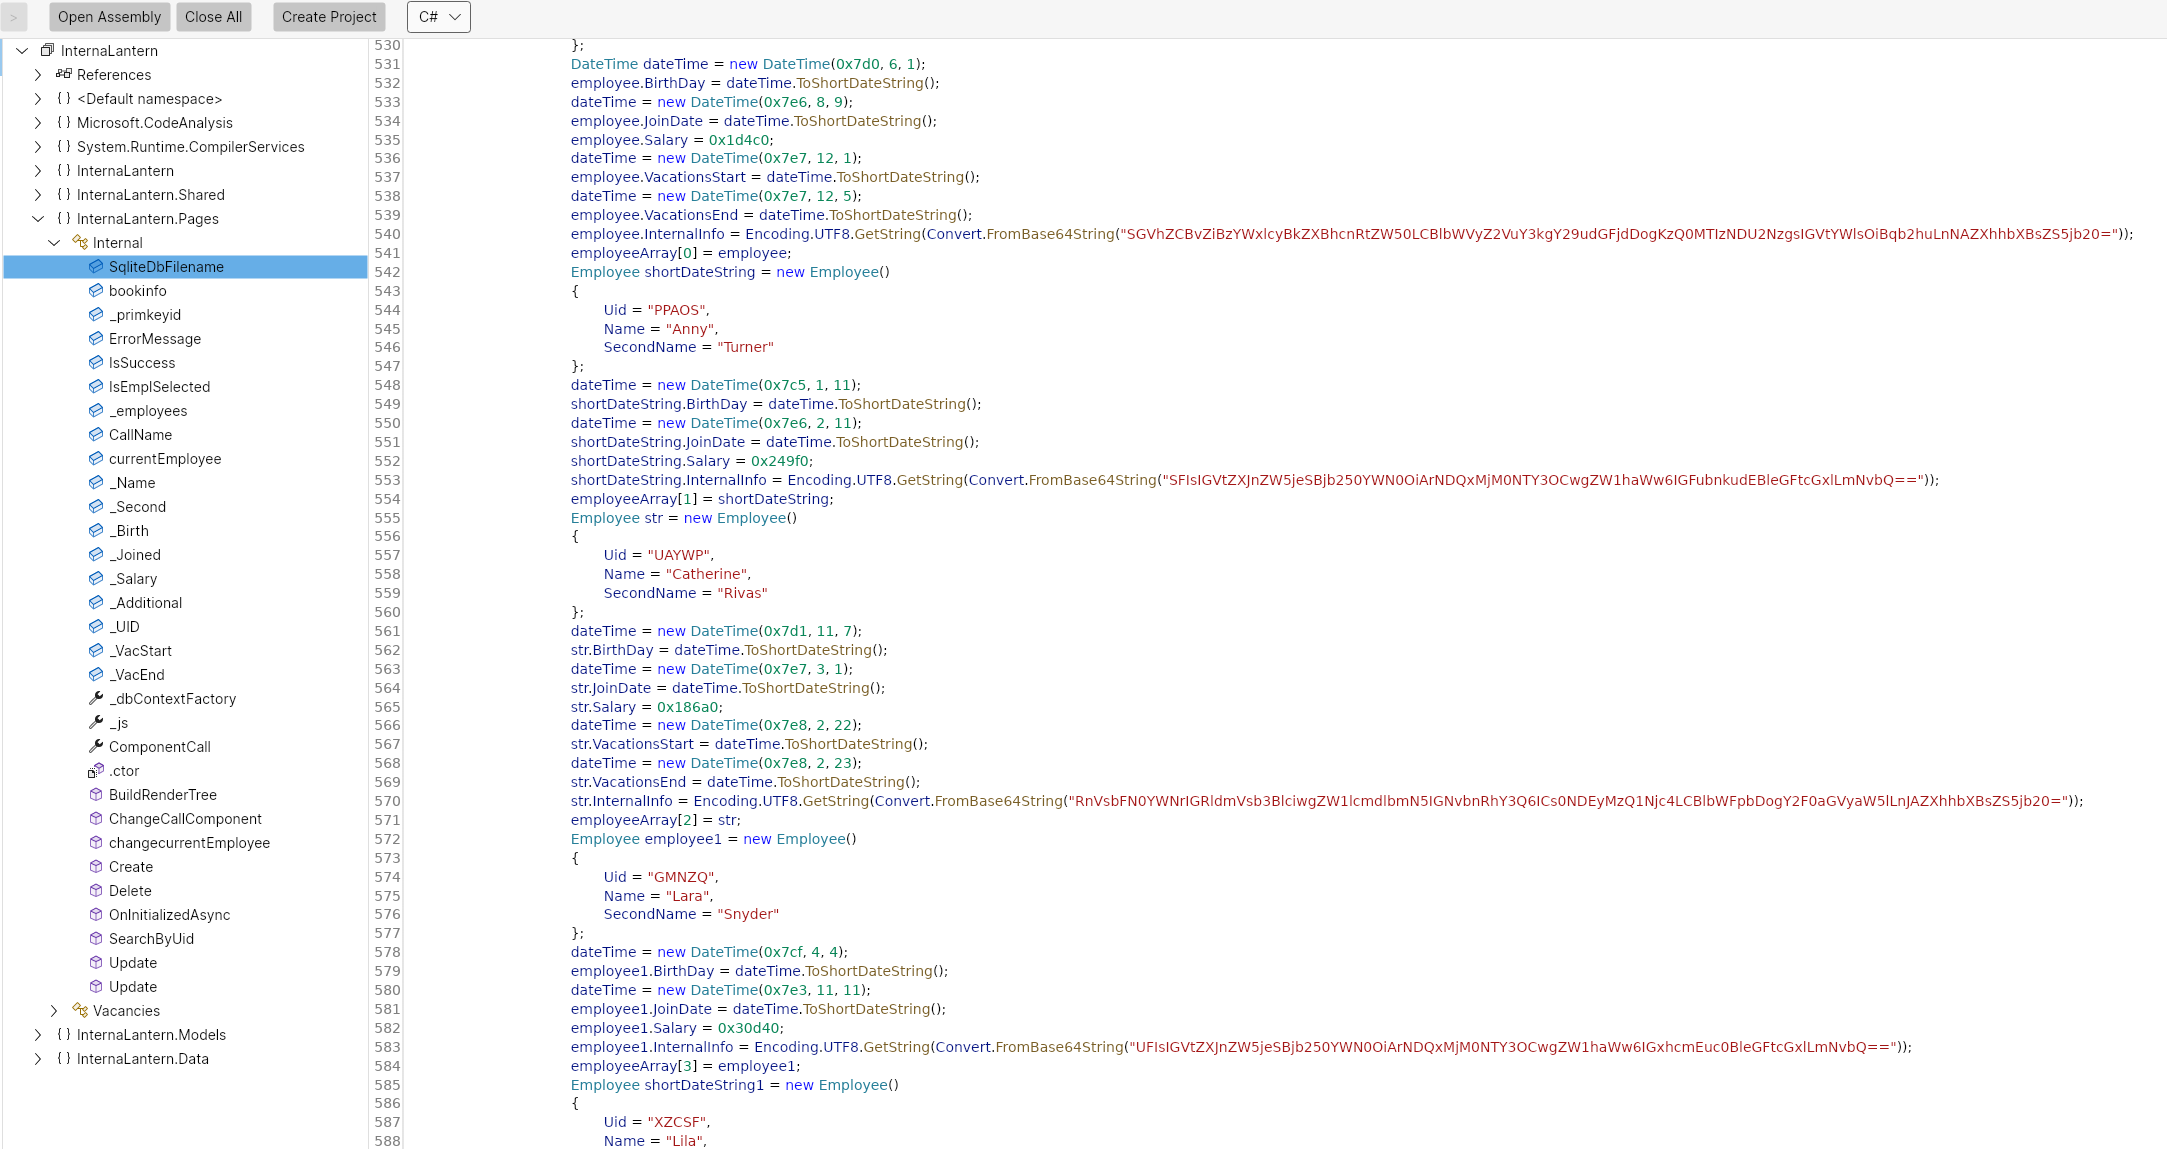 > Open Assembly Close All Create Project C#
InternaLantern
References
<Default namespace>
{ } Microsoft.CodeAnalysis
{ } System.Runtime.CompilerServices
{ } InternaLantern
{ } InternaLantern.Shared
{ } InternaLantern.Pages
Internal
SqliteDbFilename
bookinfo
_primkeyid
ErrorMessage
IsSuccess
IsEmplSelected
_employees
CallName
currentEmployee
_Name
_Second
_Birth
_Joined
_Salary
_Additional
_UID
_VacStart
_VacEnd
_dbContextFactory
_js
ComponentCall
.ctor
BuildRenderTree
ChangeCallComponent
changecurrentEmployee
Create
Delete
OnInitializedAsync
SearchByUid
Update
Update
Vacancies
{ } InternaLantern.Models
{ } InternaLantern.Data
530 };
531 DateTime dateTime = new DateTime(0x7d0, 6, 1);
532 employee.BirthDay = dateTime.ToShortDateString();
533 dateTime = new DateTime(0x7e6, 8, 9);
534 employee.JoinDate = dateTime.ToShortDateString();
535 employee.Salary = 0x1d4c0;
536 dateTime = new DateTime(0x7e7, 12, 1);
537 employee.VacationsStart = dateTime.ToShortDateString();
538 dateTime = new DateTime(0x7e7, 12, 5);
539 employee.VacationsEnd = dateTime.ToShortDateString();
540 employee.InternalInfo = Encoding.UTF8.GetString(Convert.FromBase64String("SGVhZCBvZiBzYWxlcyBkZXBhcnRtZW50LCBlbWVyZ2VuY3kgY29udGFjdDogKzQ0MTIzNDU2NzgsIGVtYWlsOiBqb2huLnNAZXhhbXBsZS5jb20="));
541 employeeArray[0] = employee;
542 Employee shortDateString = new Employee()
543 {
544 Uid = "PPAOS",
545 Name = "Anny",
546 SecondName = "Turner"
547 };
548 dateTime = new DateTime(0x7c5, 1, 11);
549 shortDateString.BirthDay = dateTime.ToShortDateString();
550 dateTime = new DateTime(0x7e6, 2, 11);
551 shortDateString.JoinDate = dateTime.ToShortDateString();
552 shortDateString.Salary = 0x249f0;
553 shortDateString.InternalInfo = Encoding.UTF8.GetString(Convert.FromBase64String("SFIsIGVtZXJnZW5jeSBjb250YWN0OiArNDQxMjM0NTY3OCwgZW1haWw6IGFubnkudEBleGFtcGxlLmNvbQ=="));
554 employeeArray[1] = shortDateString;
555 Employee str = new Employee()
556 {
557 Uid = "UAYWP",
558 Name = "Catherine",
559 SecondName = "Rivas"
560 };
561 dateTime = new DateTime(0x7d1, 11, 7);
562 str.BirthDay = dateTime.ToShortDateString();
563 dateTime = new DateTime(0x7e7, 3, 1);
564 str.JoinDate = dateTime.ToShortDateString();
565 str.Salary = 0x186a0;
566 dateTime = new DateTime(0x7e8, 2, 22);
567 str.VacationsStart = dateTime.ToShortDateString();
568 dateTime = new DateTime(0x7e8, 2, 23);
569 str.VacationsEnd = dateTime.ToShortDateString();
570 str.InternalInfo = Encoding.UTF8.GetString(Convert.FromBase64String("RnVsbFN0YWNrIGRldmVsb3BlciwgZW1lcmdlbmN5IGNvbnRhY3Q6ICs0NDEyMzQ1Njc4LCBlbWFpbDogY2F0aGVyaW5lLnJAZXhhbXBsZS5jb20="));
571 employeeArray[2] = str;
572 Employee employee1 = new Employee()
573 {
574 Uid = "GMNZQ",
575 Name = "Lara",
576 SecondName = "Snyder"
577 };
578 dateTime = new DateTime(0x7cf, 4, 4);
579 employee1.BirthDay = dateTime.ToShortDateString();
580 dateTime = new DateTime(0x7e3, 11, 11);
581 employee1.JoinDate = dateTime.ToShortDateString();
582 employee1.Salary = 0x30d40;
583 employee1.InternalInfo = Encoding.UTF8.GetString(Convert.FromBase64String("UFIsIGVtZXJnZW5jeSBjb250YWN0OiArNDQxMjM0NTY3OCwgZW1haWw6IGxhcmEuc0BleGFtcGxlLmNvbQ=="));
584 employeeArray[3] = employee1;
585 Employee shortDateString1 = new Employee()
586 {
587 Uid = "XZCSF",
588 Name = "Lila",